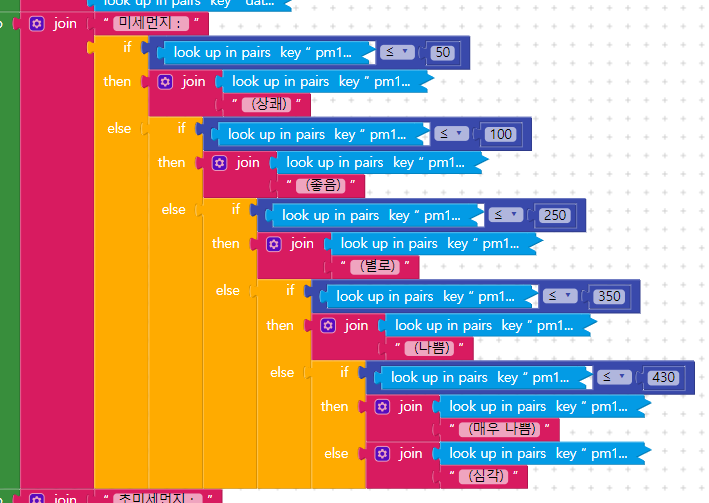 look up in pairs key " dat...
join " 미세먼지 : "
if look up in pairs key " pm1... ≤ 50
then join look up in pairs key " pm1...
" (상쾌) "
else if look up in pairs key " pm1... ≤ 100
then join look up in pairs key " pm1...
" (좋음) "
else if look up in pairs key " pm1... ≤ 250
then join look up in pairs key " pm1...
" (별로) "
else if look up in pairs key " pm1... ≤ 350
then join look up in pairs key " pm1...
" (나쁨) "
else if look up in pairs key " pm1... ≤ 430
then join look up in pairs key " pm1...
" (매우 나쁨) "
else join look up in pairs key " pm1...
" (심각) "
join " 초미세먼지 : "